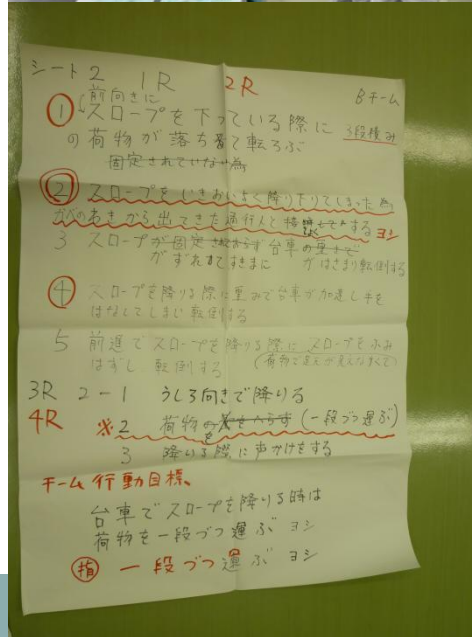 シート2 1R 2R Bチーム
前向きに
① スロープを下っている際に 3段積み
の荷物が落ち 転ろぶ
固定されていない為
② スロープをいきおいよく降り下りてしまった為
かべのあきから出てきた通行人と する ヨシ
3 スロープが固定されておらず台車の重さで
がずれてすきまに がはさまり転倒する
④ スロープを降りる際に重みで台車が加速し手を
はなしてしまい転倒する
5 前進でスロープを降りる際にスロープをふみ
はずし 転倒する (荷物で前が見えなくて)
3R 2-1 うしろ向きで降りる
4R ※2 荷物を (一段づつ運ぶ)
3 降りる際に声かけをする
チーム行動目標
台車でスロープを降りる時は
荷物を一段づつ運ぶ ヨシ
指 一段づつ運ぶ ヨシ